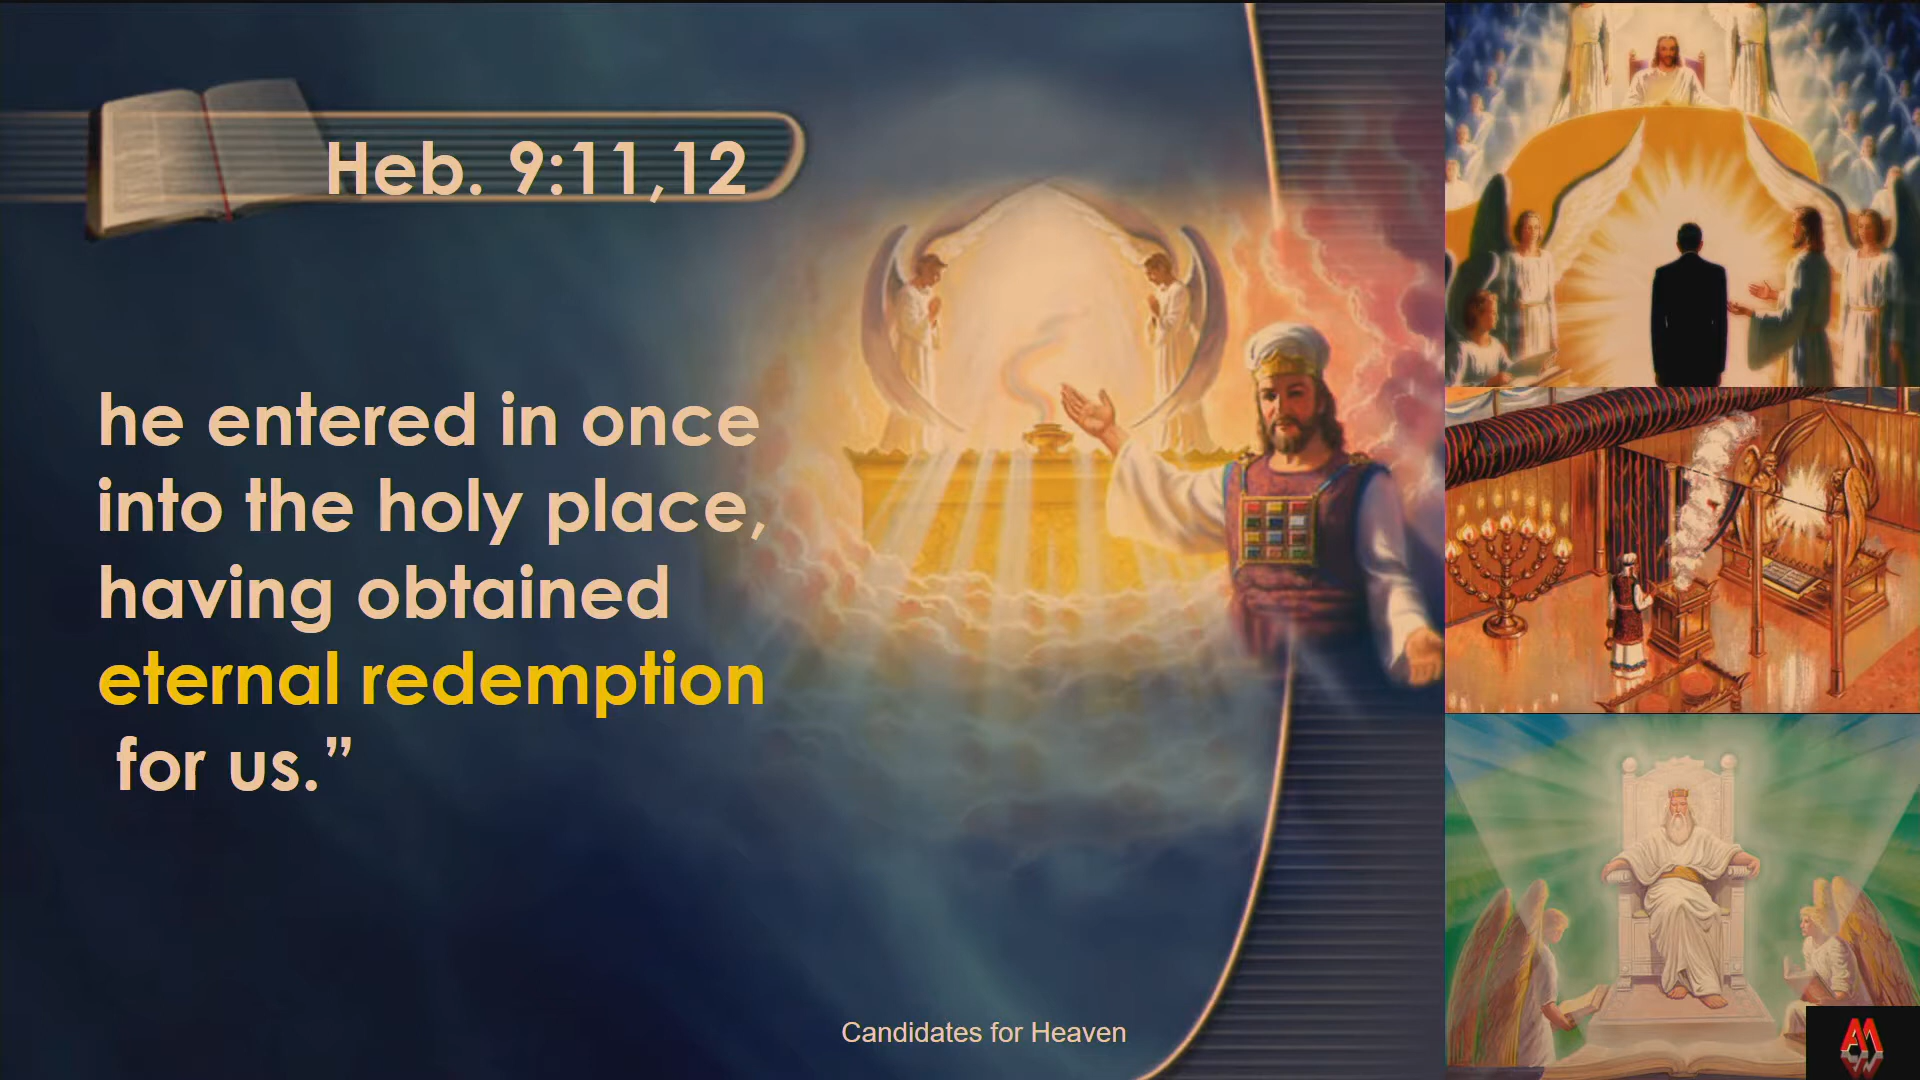 Heb. 9:11,12
he entered in once
into the holy place,
having obtained
eternal redemption
for us.”
Candidates for Heaven